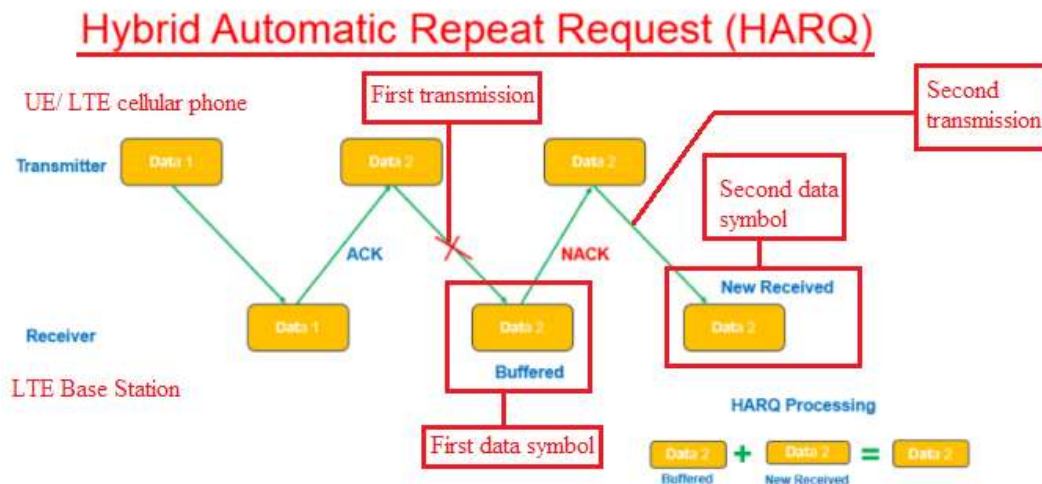 Hybrid Automatic Repeat Request (HARQ)
UE/ LTE cellular phone
First transmission
Second
transmission
Transmitter
Data 1
Data 2
Data 2
Second data
symbol
ACK
NACK
New Received
Receiver
Data 1
Data 2
Data 2
Buffered
LTE Base Station
HARQ Processing
First data symbol
Data 2 + Data 2 = Data 2
Buffered
New Received